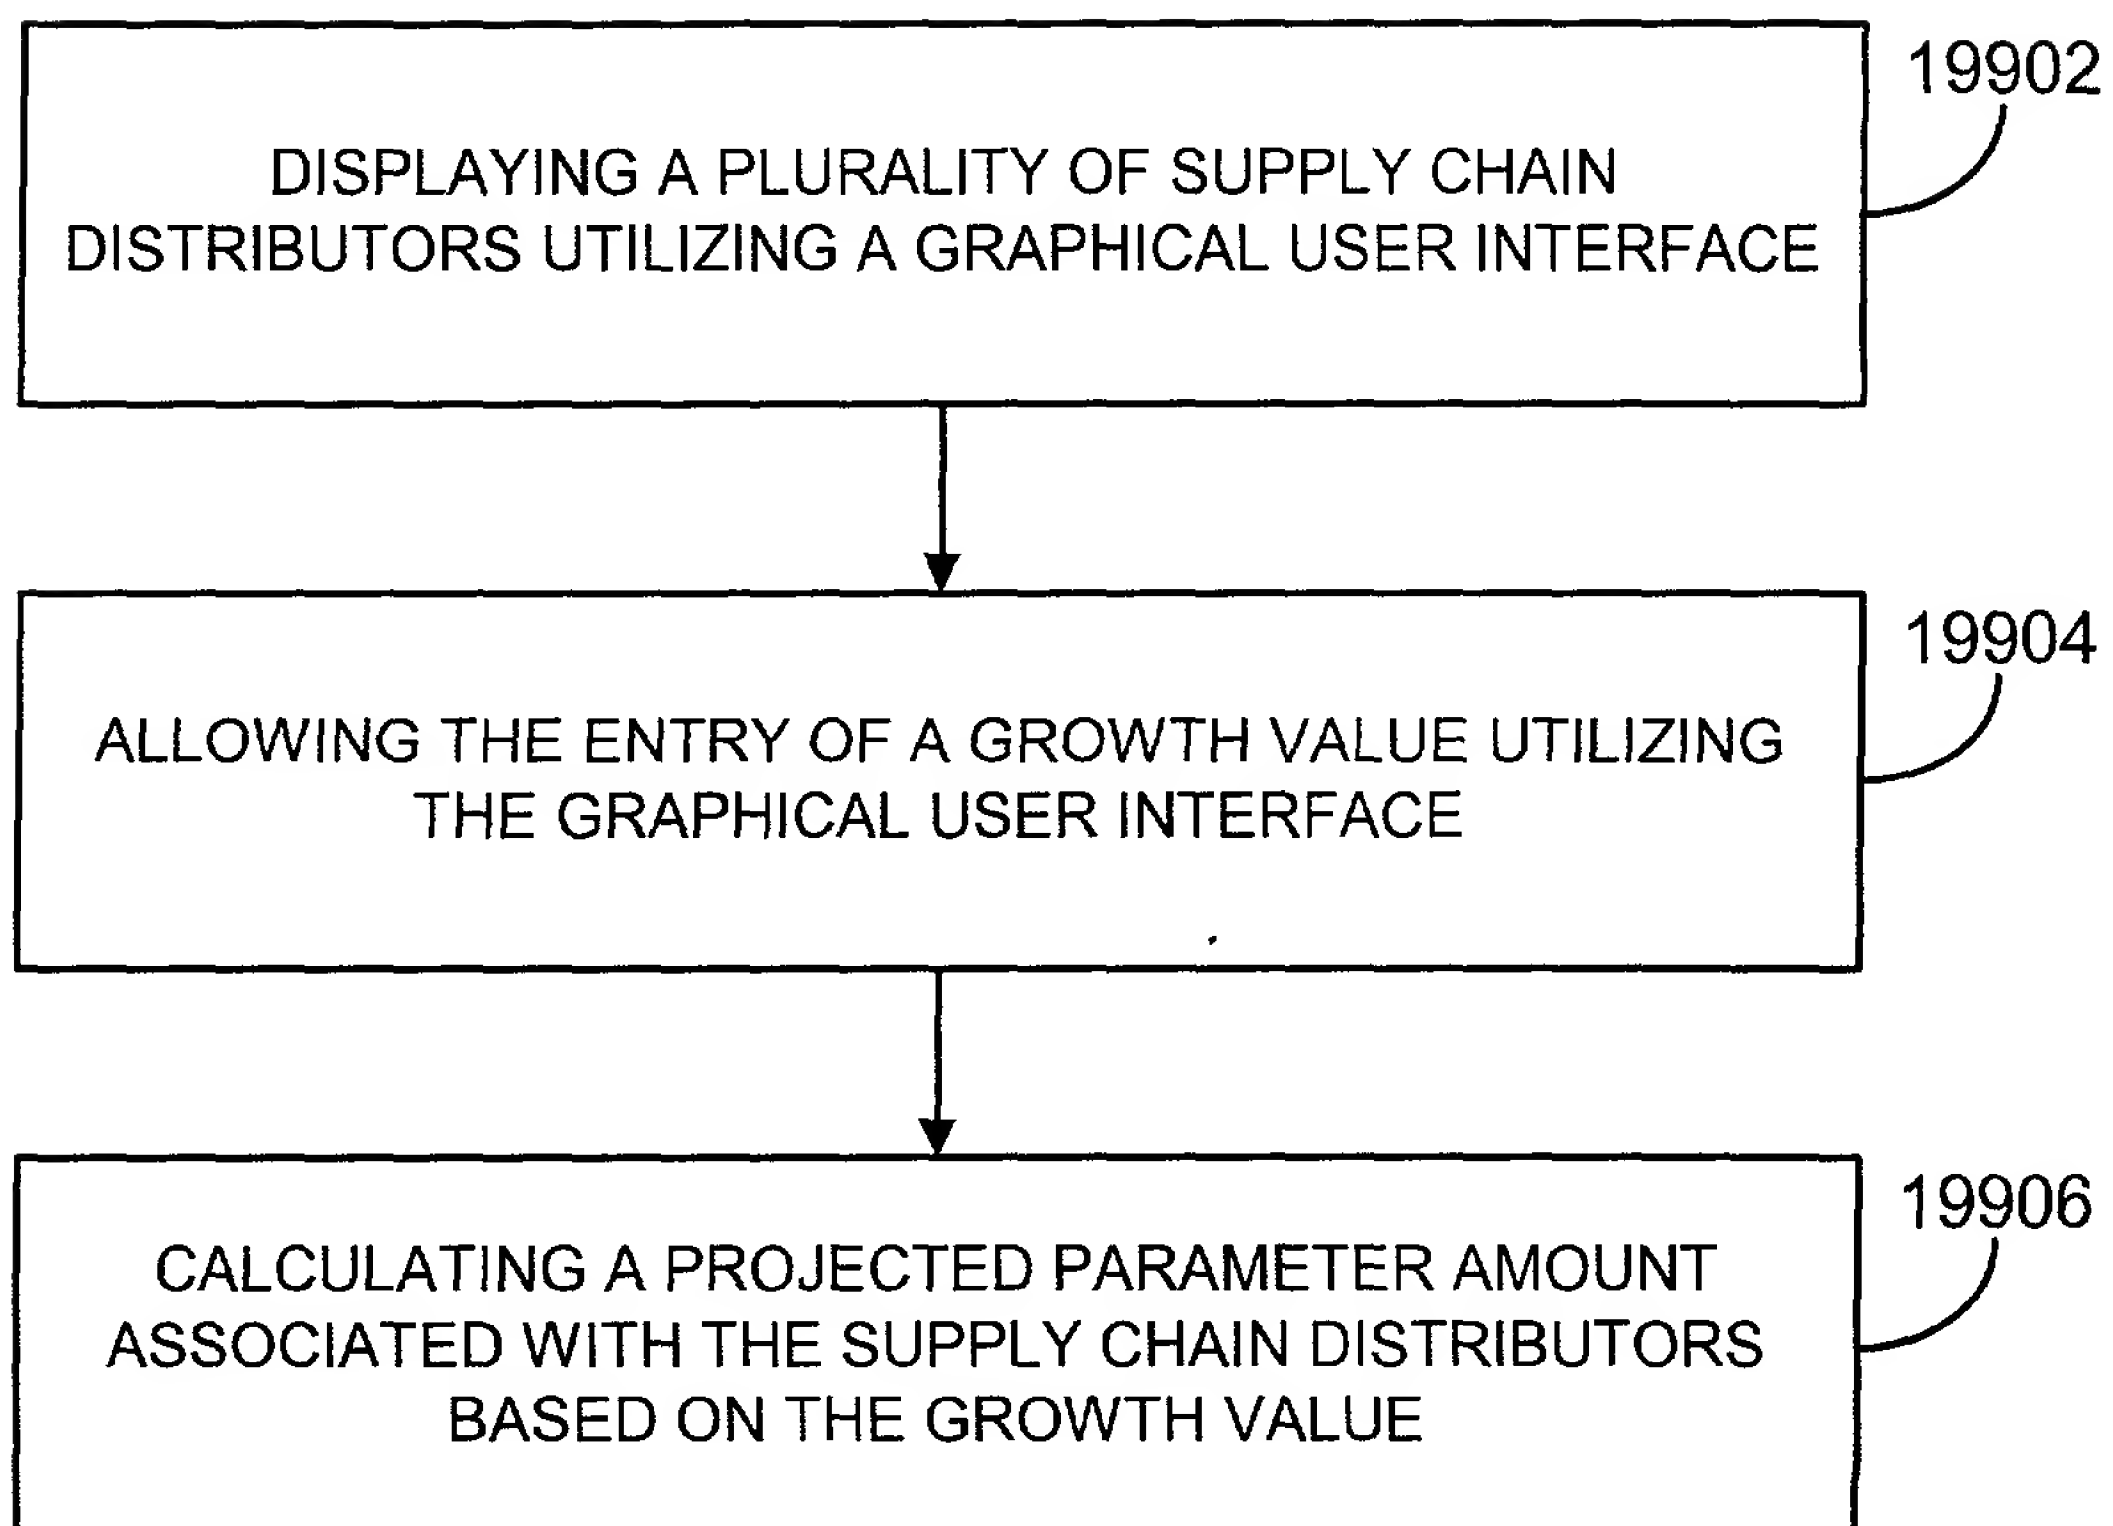 19902
DISPLAYING A PLURALITY OF SUPPLY CHAIN
DISTRIBUTORS UTILIZING A GRAPHICAL USER INTERFACE
19904
ALLOWING THE ENTRY OF A GROWTH VALUE UTILIZING
THE GRAPHICAL USER INTERFACE
19906
CALCULATING A PROJECTED PARAMETER AMOUNT
ASSOCIATED WITH THE SUPPLY CHAIN DISTRIBUTORS
BASED ON THE GROWTH VALUE